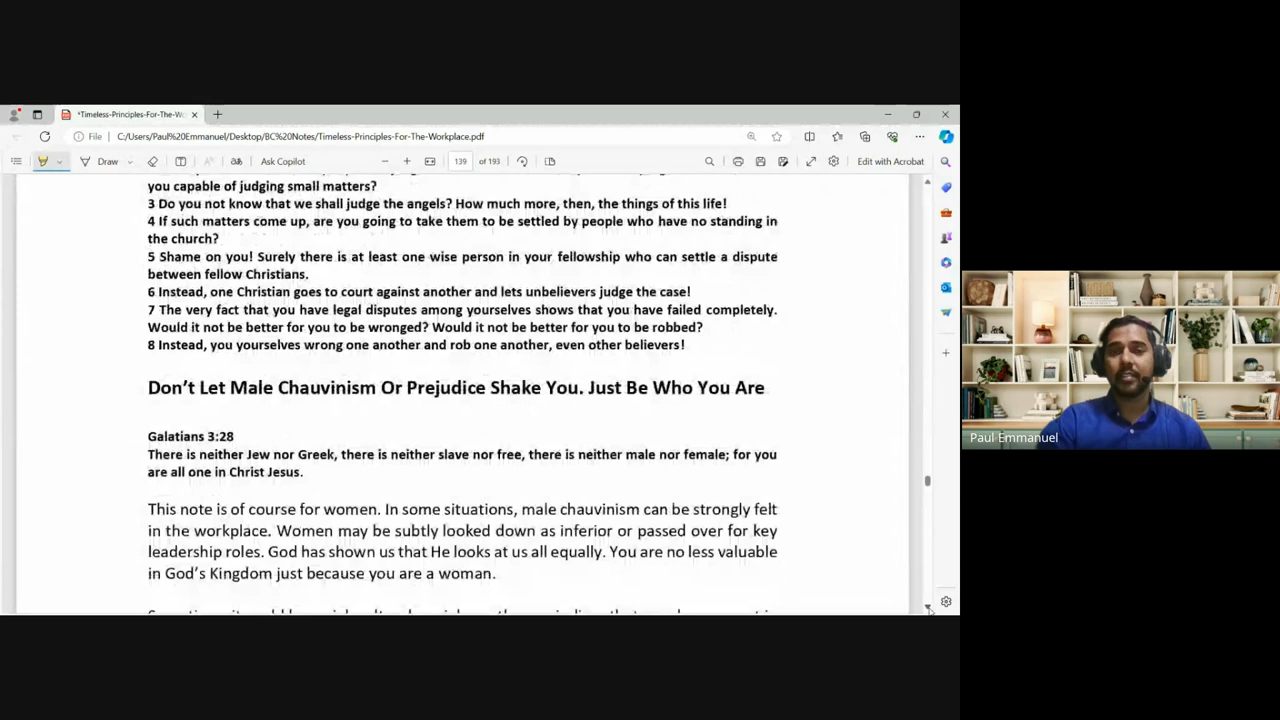 *Timeless-Principles-For-The-Wo
File
C:/Users/Paul%20Emmanuel/Desktop/BC%20Notes/Timeless-Principles-For-The-Workplace.pdf
Draw
Ask Copilot
139 of 193
Edit with Acrobat
you capable of judging small matters?
3 Do you not know that we shall judge the angels? How much more, then, the things of this life!
4 If such matters come up, are you going to take them to be settled by people who have no standing in
the church?
5 Shame on you! Surely there is at least one wise person in your fellowship who can settle a dispute
between fellow Christians.
6 Instead, one Christian goes to court against another and lets unbelievers judge the case!
7 The very fact that you have legal disputes among yourselves shows that you have failed completely.
Would it not be better for you to be wronged? Would it not be better for you to be robbed?
8 Instead, you yourselves wrong one another and rob one another, even other believers!
Don’t Let Male Chauvinism Or Prejudice Shake You. Just Be Who You Are
Galatians 3:28
There is neither Jew nor Greek, there is neither slave nor free, there is neither male nor female; for you
are all one in Christ Jesus.
This note is of course for women. In some situations, male chauvinism can be strongly felt
in the workplace. Women may be subtly looked down as inferior or passed over for key
leadership roles. God has shown us that He looks at us all equally. You are no less valuable
in God’s Kingdom just because you are a woman.
Paul Emmanuel